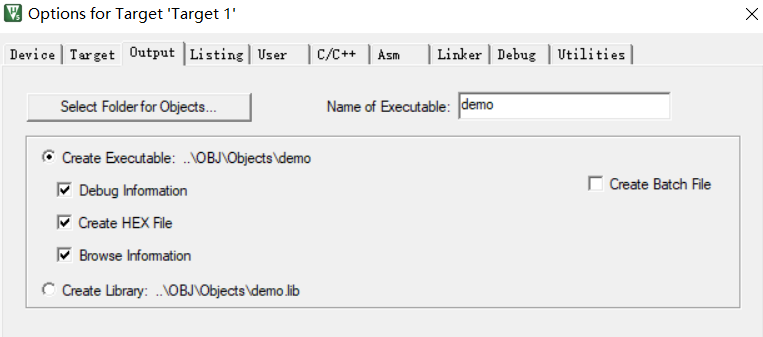 Options for Target 'Target 1'
Device Target Output Listing User C/C++ Asm Linker Debug Utilities
Select Folder for Objects... Name of Executable: demo
Create Executable: ..\OBJ\Objects\demo
Debug Information Create Batch File
Create HEX File
Browse Information
Create Library: ..\OBJ\Objects\demo.lib